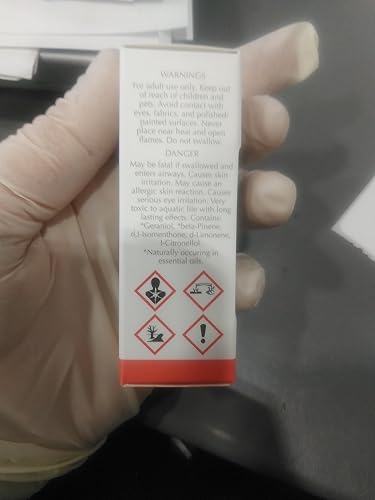 WARNINGS
For adult use only. Keep out
of reach of children and
pets. Avoid contact with
eyes, fabrics, and polished/
painted surfaces. Never
place near heat and open
flames. Do not swallow.
DANGER
May be fatal if swallowed and
enters airways. Causes skin
irritation. May cause an
allergic skin reaction. Causes
serious eye irritation. Very
toxic to aquatic life with long
lasting effects. Contains:
*Geraniol, *beta-Pinene,
d,l-Isomenthone, d-Limonene,
l-Citronellol.
*Naturally occuring in
essential oils.